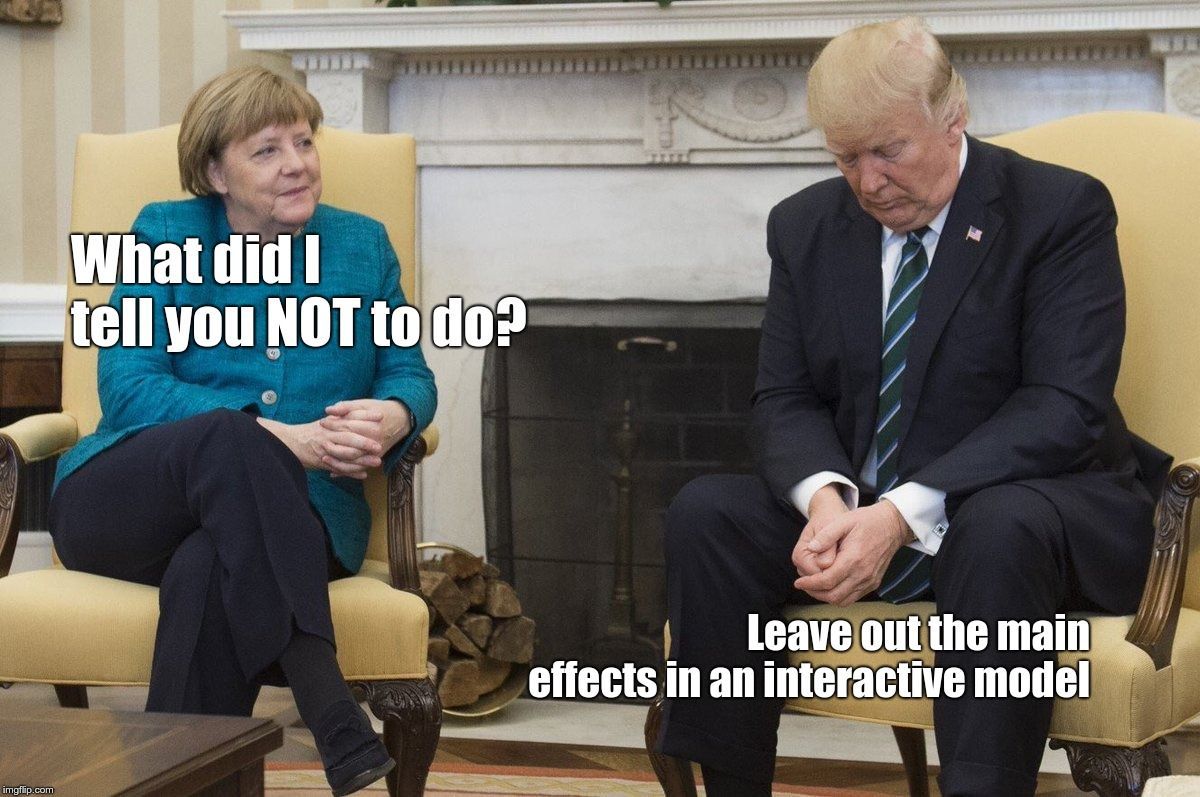 What did I
tell you NOT to do?
Leave out the main
effects in an interactive model
imgflip.com